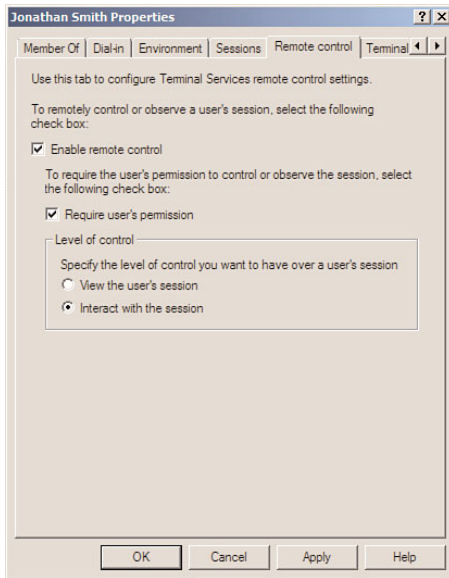 Jonathan Smith Properties
Member Of Dial-in Environment Sessions Remote control Terminal
Use this tab to configure Terminal Services remote control settings.
To remotely control or observe a user's session, select the following
check box:
Enable remote control
To require the user's permission to control or observe the session, select
the following check box:
Require user's permission
Level of control
Specify the level of control you want to have over a user's session
View the user's session
Interact with the session
OK Cancel Apply Help